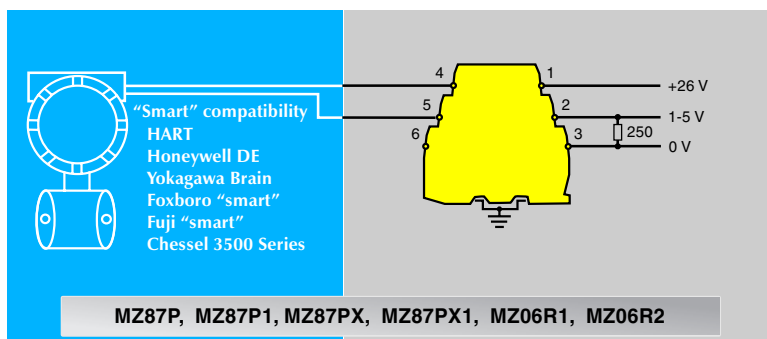 “Smart” compatibility
HART
Honeywell DE
Yokagawa Brain
Foxboro “smart”
Fuji “smart”
Chessel 3500 Series
4
5
6
1
2
3
+26 V
1-5 V
250
0 V
MZ87P, MZ87P1, MZ87PX, MZ87PX1, MZ06R1, MZ06R2